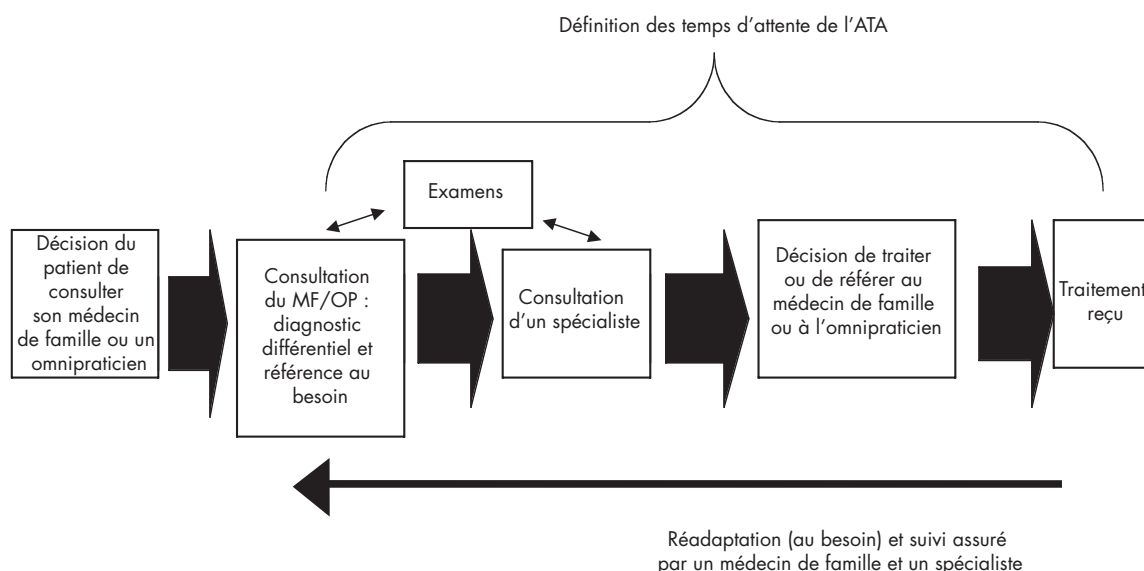 Définition des temps d'attente de l'ATA
Examens
Décision du
patient de
consulter
son médecin
de famille ou un
omnipraticien
Consultation
du MF/OP :
diagnostic
différentiel et
référence au
besoin
Consultation
d'un spécialiste
Décision de traiter
ou de référer au
médecin de famille
ou à l'omnipraticien
Traitement
reçu
Réadaptation (au besoin) et suivi assuré
par un médecin de famille et un spécialiste